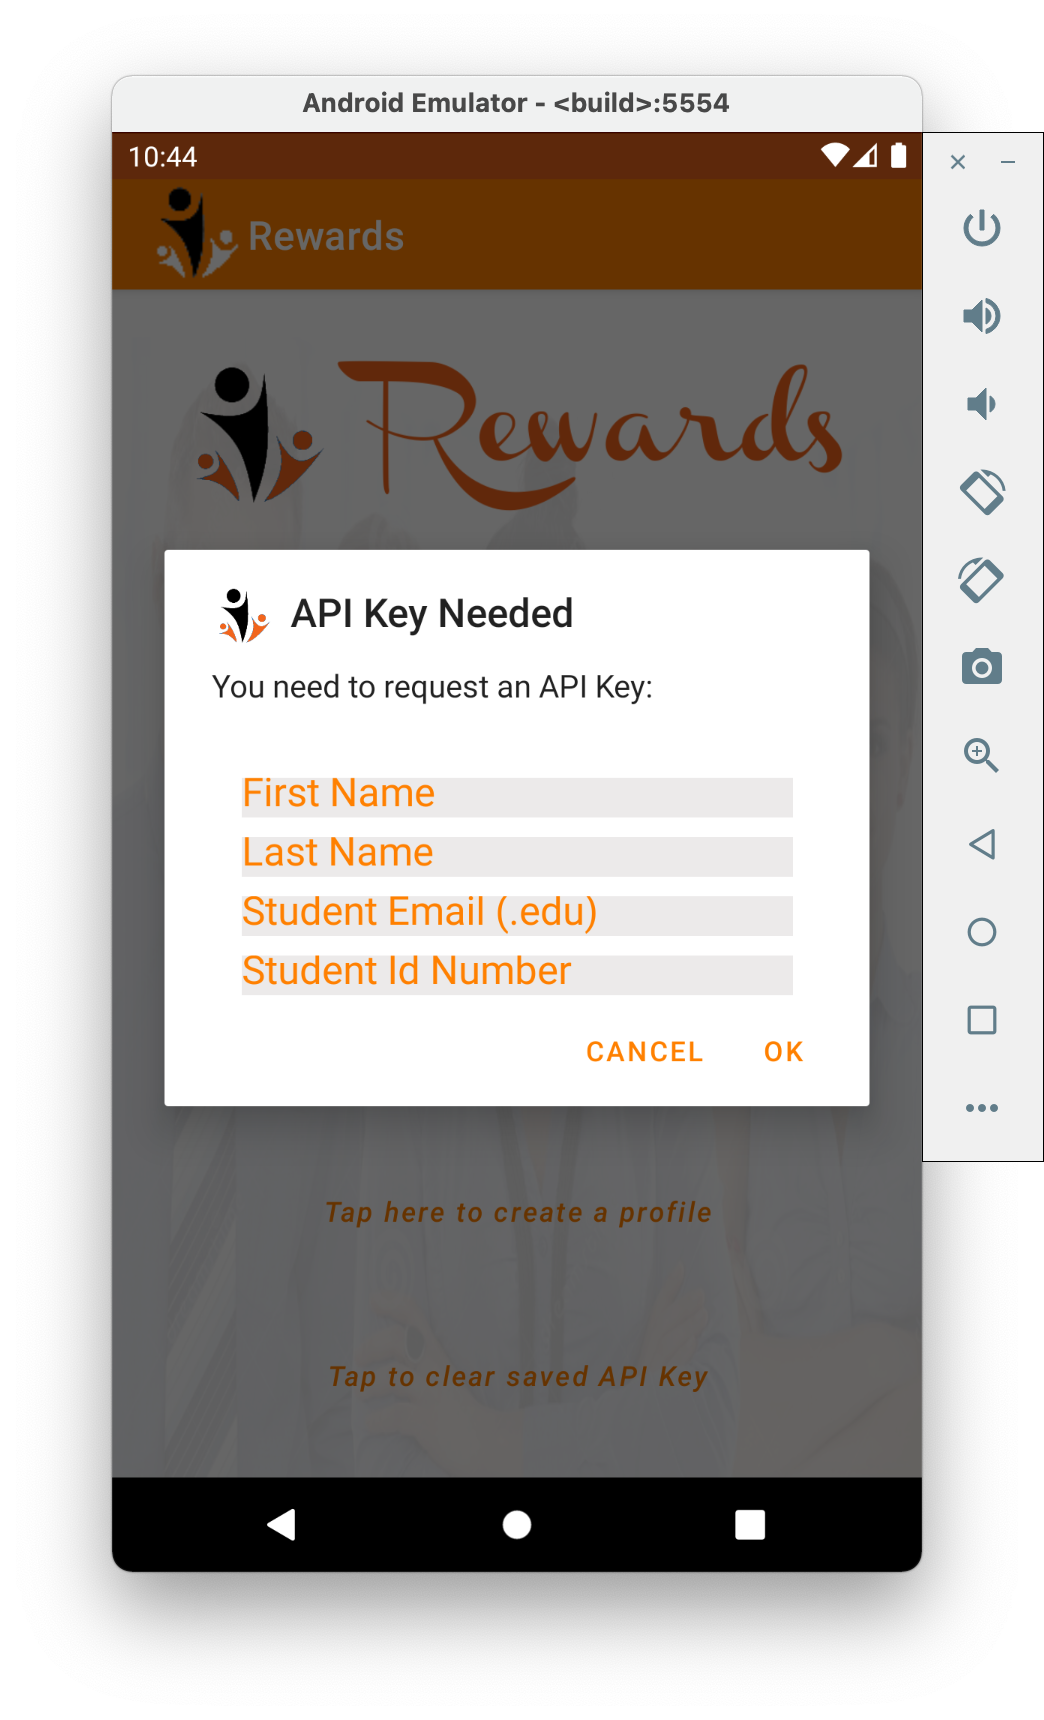 Android Emulator - <build>:5554
10:44
Rewards
Rewards
API Key Needed
You need to request an API Key:
First Name
Last Name
Student Email (.edu)
Student Id Number
CANCEL OK
Tap here to create a profile
Tap to clear saved API Key